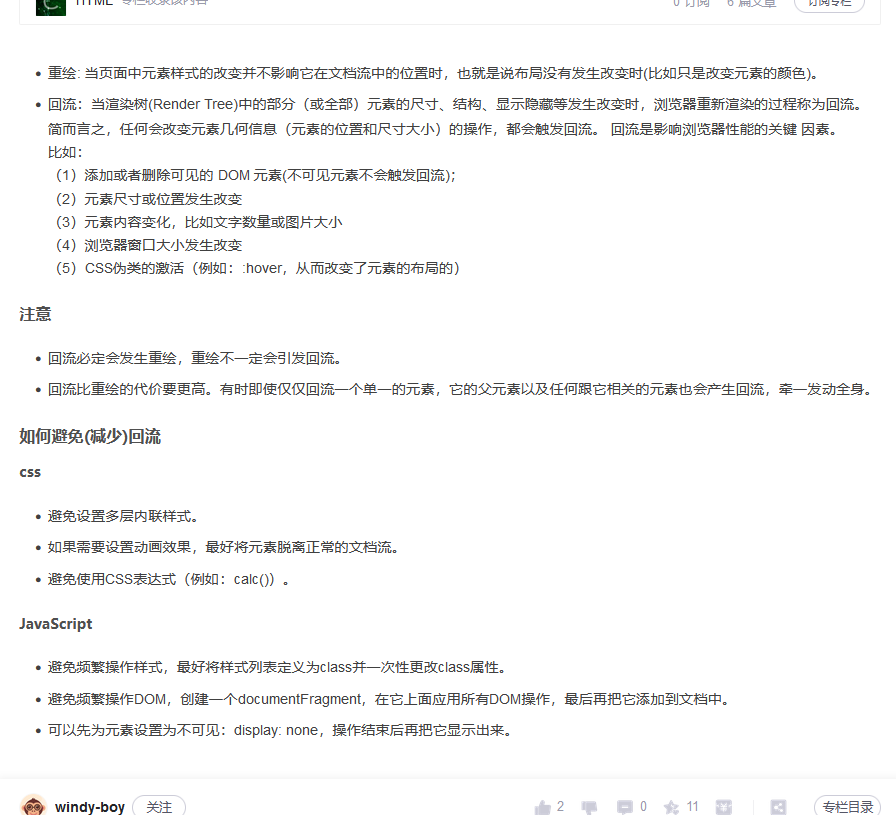 HTML 专栏收录该内容 0 订阅 6 篇文章 订阅专栏
重绘: 当页面中元素样式的改变并不影响它在文档流中的位置时，也就是说布局没有发生改变时(比如只是改变元素的颜色)。
回流：当渲染树(Render Tree)中的部分（或全部）元素的尺寸、结构、显示隐藏等发生改变时，浏览器重新渲染的过程称为回流。
简而言之，任何会改变元素几何信息（元素的位置和尺寸大小）的操作，都会触发回流。 回流是影响浏览器性能的关键 因素。
比如：
（1）添加或者删除可见的 DOM 元素(不可见元素不会触发回流);
（2）元素尺寸或位置发生改变
（3）元素内容变化，比如文字数量或图片大小
（4）浏览器窗口大小发生改变
（5）CSS伪类的激活（例如：:hover，从而改变了元素的布局的）
注意
回流必定会发生重绘，重绘不一定会引发回流。
回流比重绘的代价要更高。有时即使仅仅回流一个单一的元素，它的父元素以及任何跟它相关的元素也会产生回流，牵一发动全身。
如何避免(减少)回流
css
避免设置多层内联样式。
如果需要设置动画效果，最好将元素脱离正常的文档流。
避免使用CSS表达式（例如：calc()）。
JavaScript
避免频繁操作样式，最好将样式列表定义为class并一次性更改class属性。
避免频繁操作DOM，创建一个documentFragment，在它上面应用所有DOM操作，最后再把它添加到文档中。
可以先为元素设置为不可见：display: none，操作结束后再把它显示出来。
windy-boy 关注 2 0 11 专栏目录